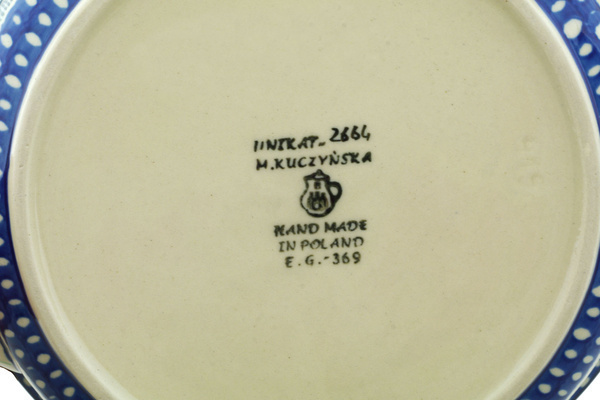 UNIKAT-2664
M.KUCZYŃSKA
HAND MADE
IN POLAND
E.G.-369